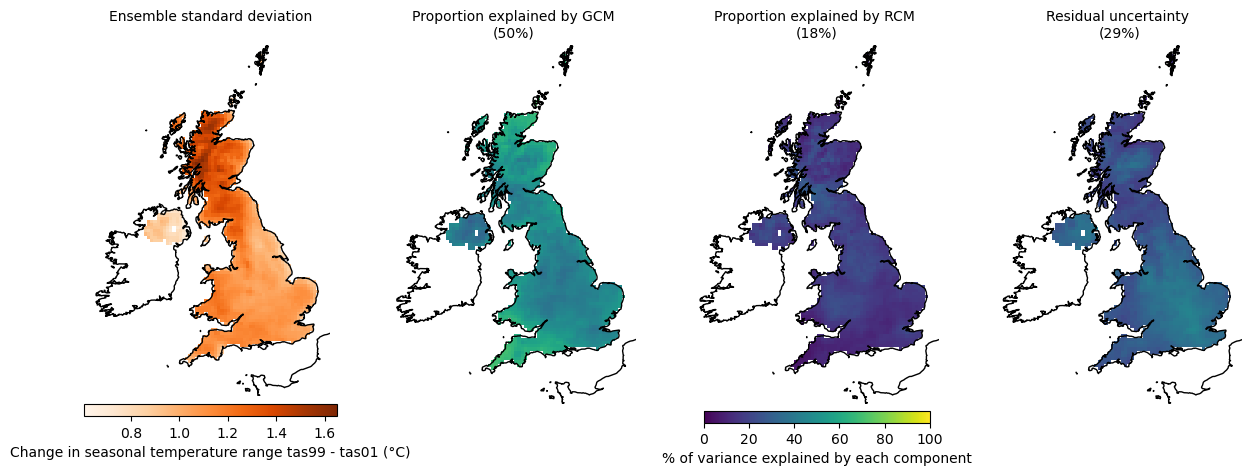 Ensemble standard deviation
Proportion explained by GCM
(50%)
Proportion explained by RCM
(18%)
Residual uncertainty
(29%)
0.8 1.0 1.2 1.4 1.6
Change in seasonal temperature range tas99 - tas01 (°C)
0 20 40 60 80 100
% of variance explained by each component